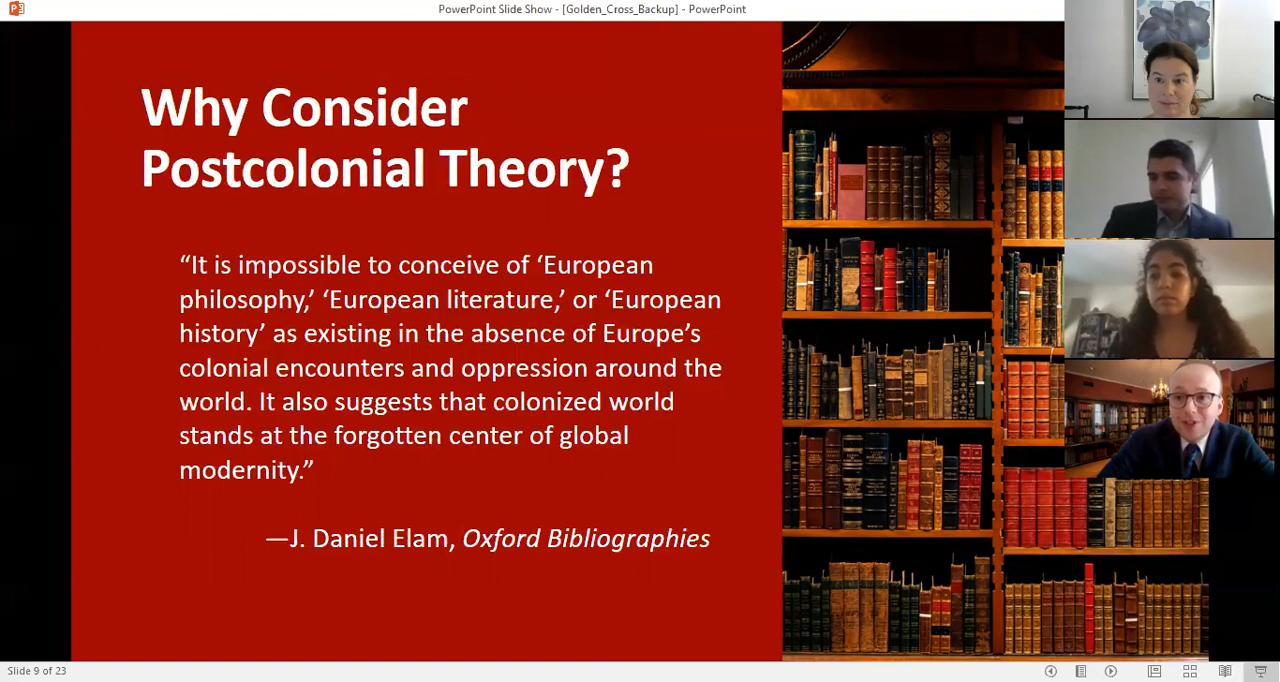 PowerPoint Slide Show - [Golden_Cross_Backup] - PowerPoint
Why Consider
Postcolonial Theory?
“It is impossible to conceive of ‘European
philosophy,’ ‘European literature,’ or ‘European
history’ as existing in the absence of Europe’s
colonial encounters and oppression around the
world. It also suggests that colonized world
stands at the forgotten center of global
modernity.”
—J. Daniel Elam, Oxford Bibliographies
Slide 9 of 23